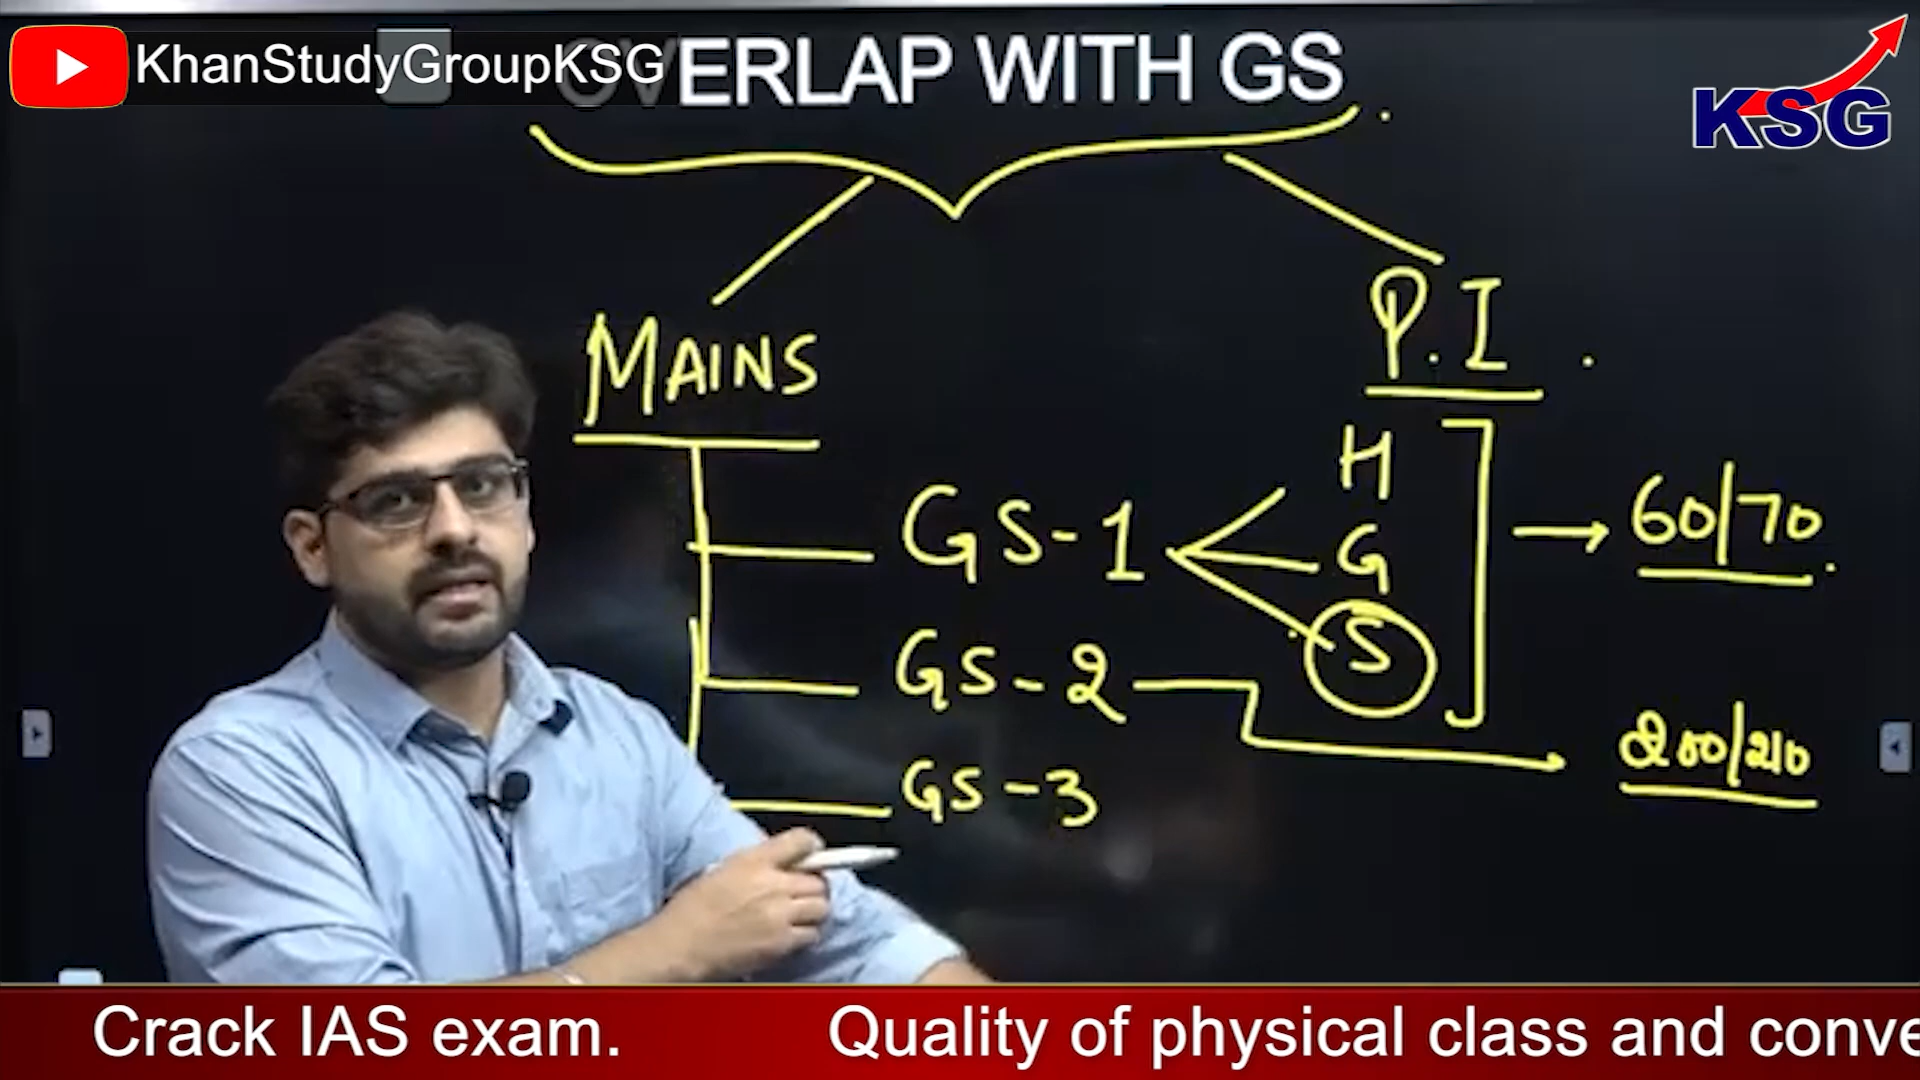 KhanStudyGroupKSG
OVERLAP WITH GS
KSG
MAINS
P.I.
GS-1
H
G
S
60/70
GS-2
200/210
GS-3
Crack IAS exam. Quality of physical class and conve